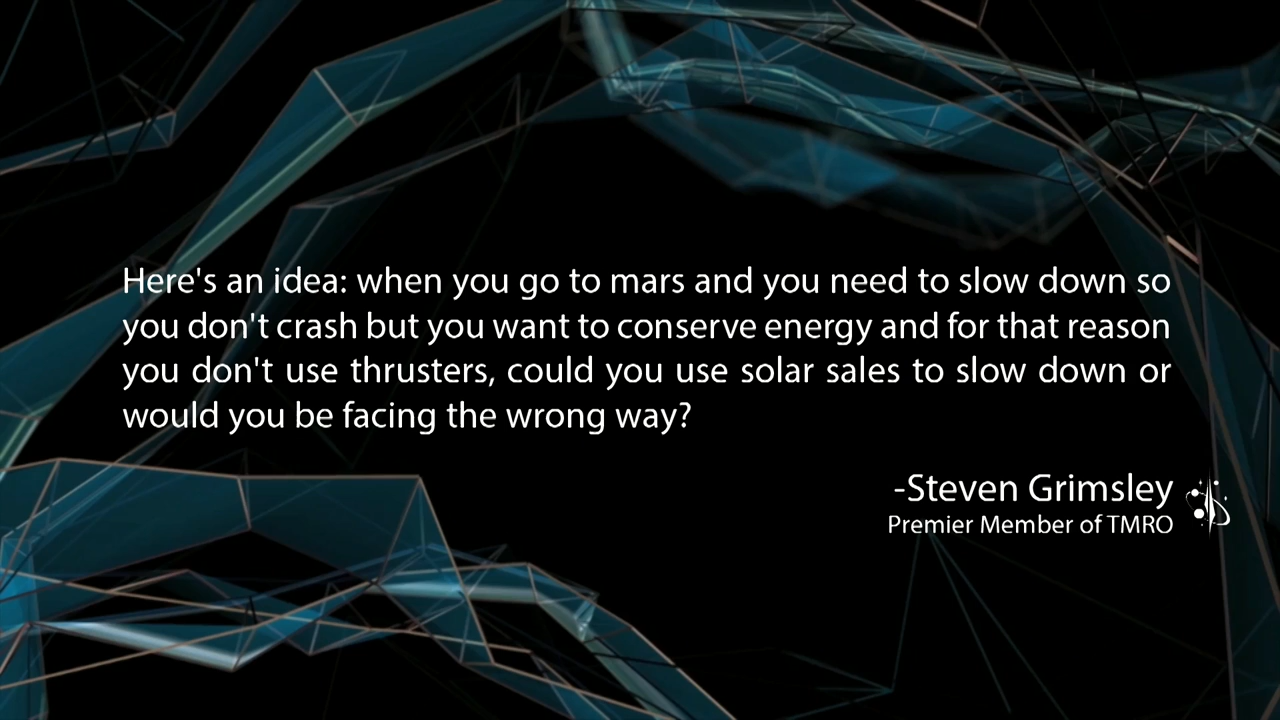 Here's an idea: when you go to mars and you need to slow down so
you don't crash but you want to conserve energy and for that reason
you don't use thrusters, could you use solar sales to slow down or
would you be facing the wrong way?
-Steven Grimsley
Premier Member of TMRO